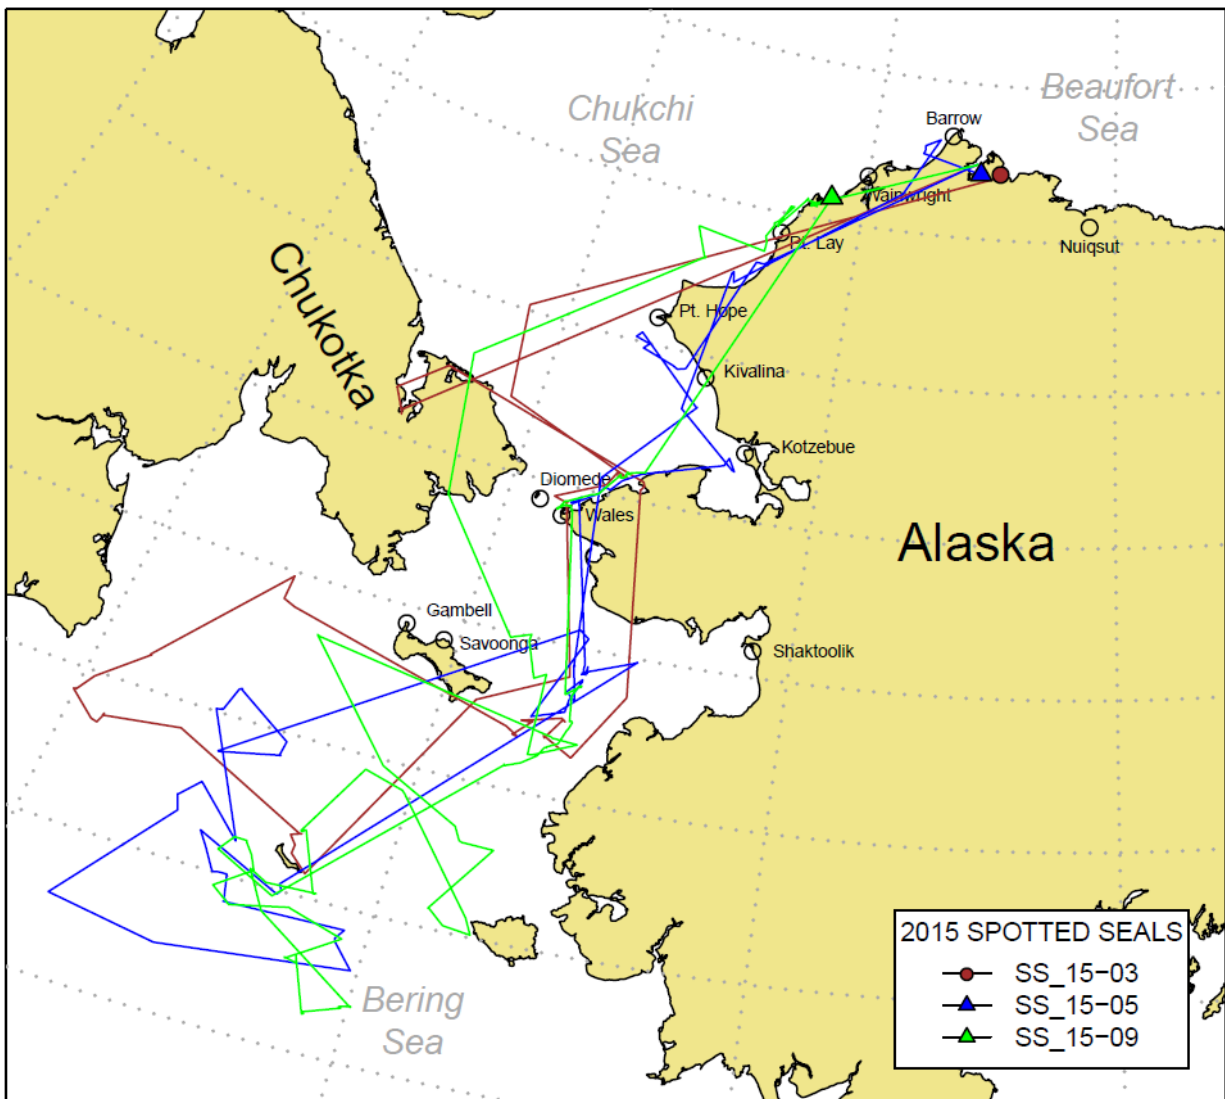 Beaufort
Sea
Chukchi
Sea
Barrow
Wainwright
Nuiqsut
Pt. Lay
Chukotka
Pt. Hope
Kivalina
Kotzebue
Diomede
Wales
Alaska
Gambell
Savoonga
Shaktoolik
Bering
Sea
2015 SPOTTED SEALS
SS_15−03
SS_15−05
SS_15−09